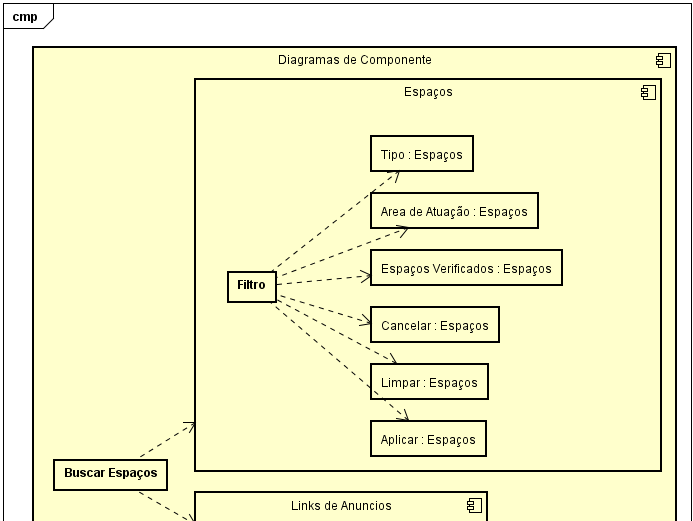 cmp
Diagramas de Componente
Espaços
Tipo : Espaços
Area de Atuação : Espaços
Espaços Verificados : Espaços
Filtro
Cancelar : Espaços
Limpar : Espaços
Aplicar : Espaços
Buscar Espaços
Links de Anuncios